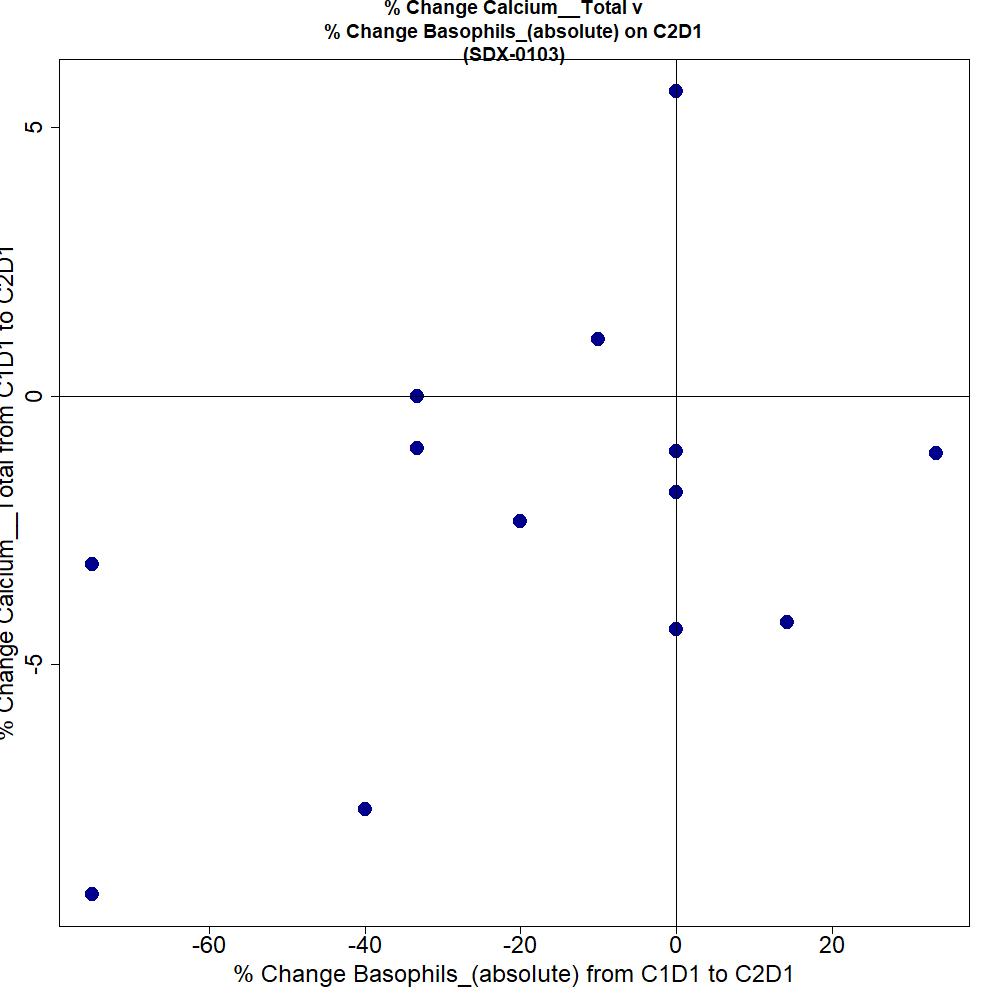 % Change Calcium__Total v
% Change Basophils_(absolute) on C2D1
(SDX-0103)
% Change Calcium__Total from C1D1 to C2D1
5
0
-5
-60
-40
-20
0
20
% Change Basophils_(absolute) from C1D1 to C2D1